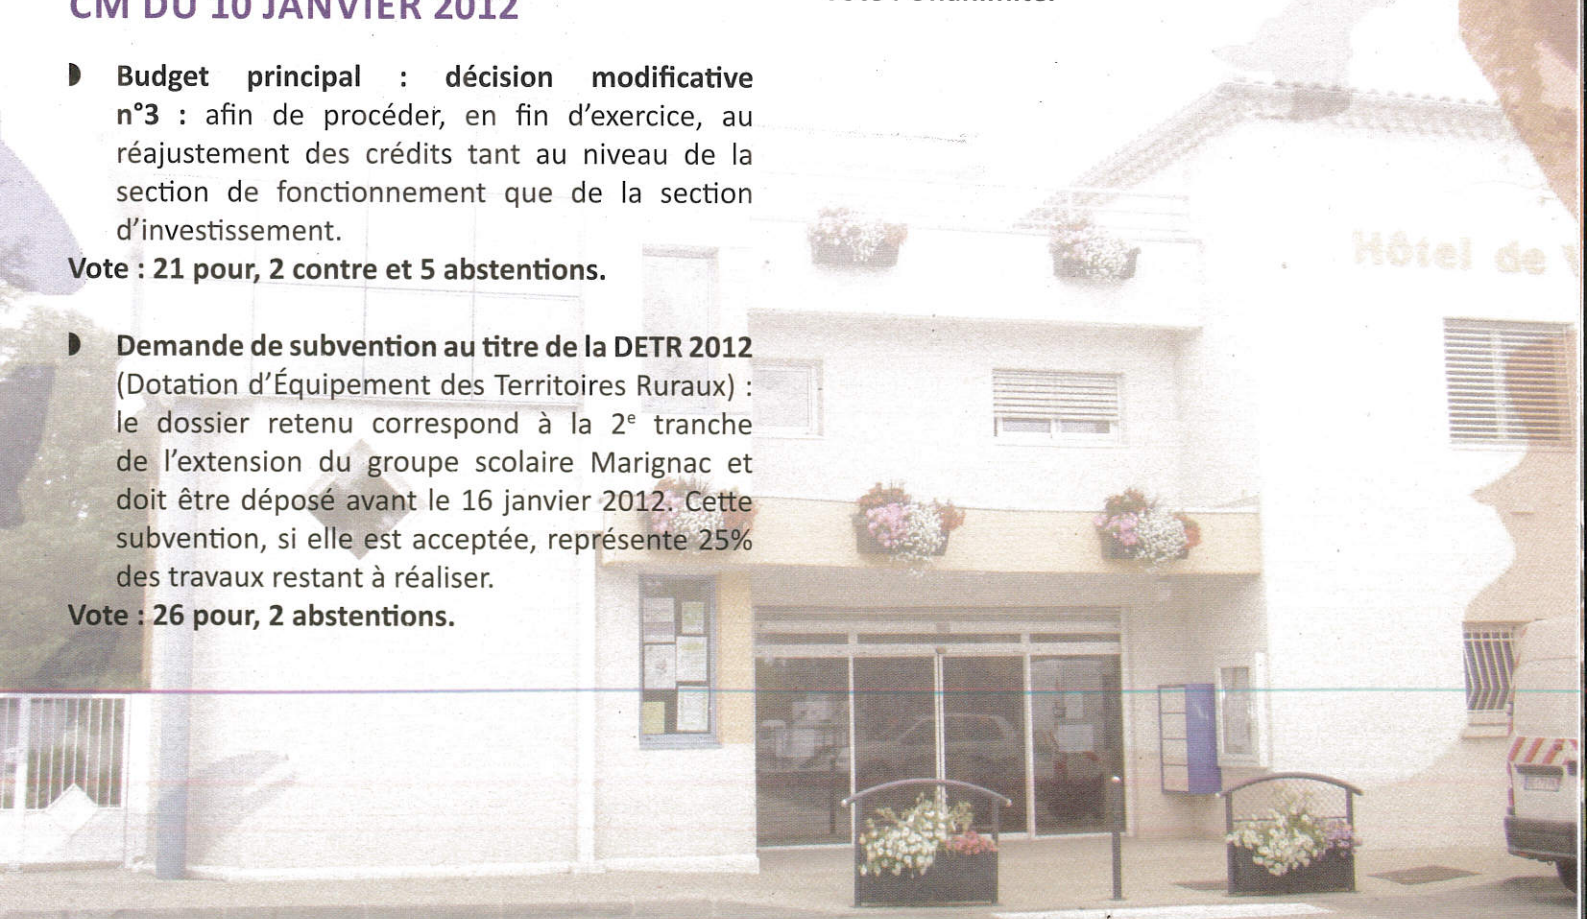 CM DU 10 JANVIER 2012
Budget principal : décision modificative
n°3 : afin de procéder, en fin d’exercice, au
réajustement des crédits tant au niveau de la
section de fonctionnement que de la section
d’investissement.
Vote : 21 pour, 2 contre et 5 abstentions.
Demande de subvention au titre de la DETR 2012
(Dotation d’Équipement des Territoires Ruraux) :
le dossier retenu correspond à la 2e tranche
de l’extension du groupe scolaire Marignac et
doit être déposé avant le 16 janvier 2012. Cette
subvention, si elle est acceptée, représente 25%
des travaux restant à réaliser.
Vote : 26 pour, 2 abstentions.
Vote : Unanimité.
Hôtel de